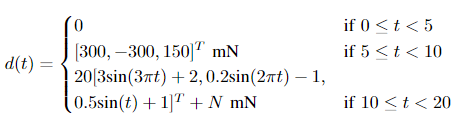 0 if 0 ≤ t < 5
[300, −300, 150]ᵀ mN if 5 ≤ t < 10
d(t) =
20[3sin(3πt) + 2, 0.2sin(2πt) − 1,
0.5sin(t) + 1]ᵀ + N mN if 10 ≤ t < 20